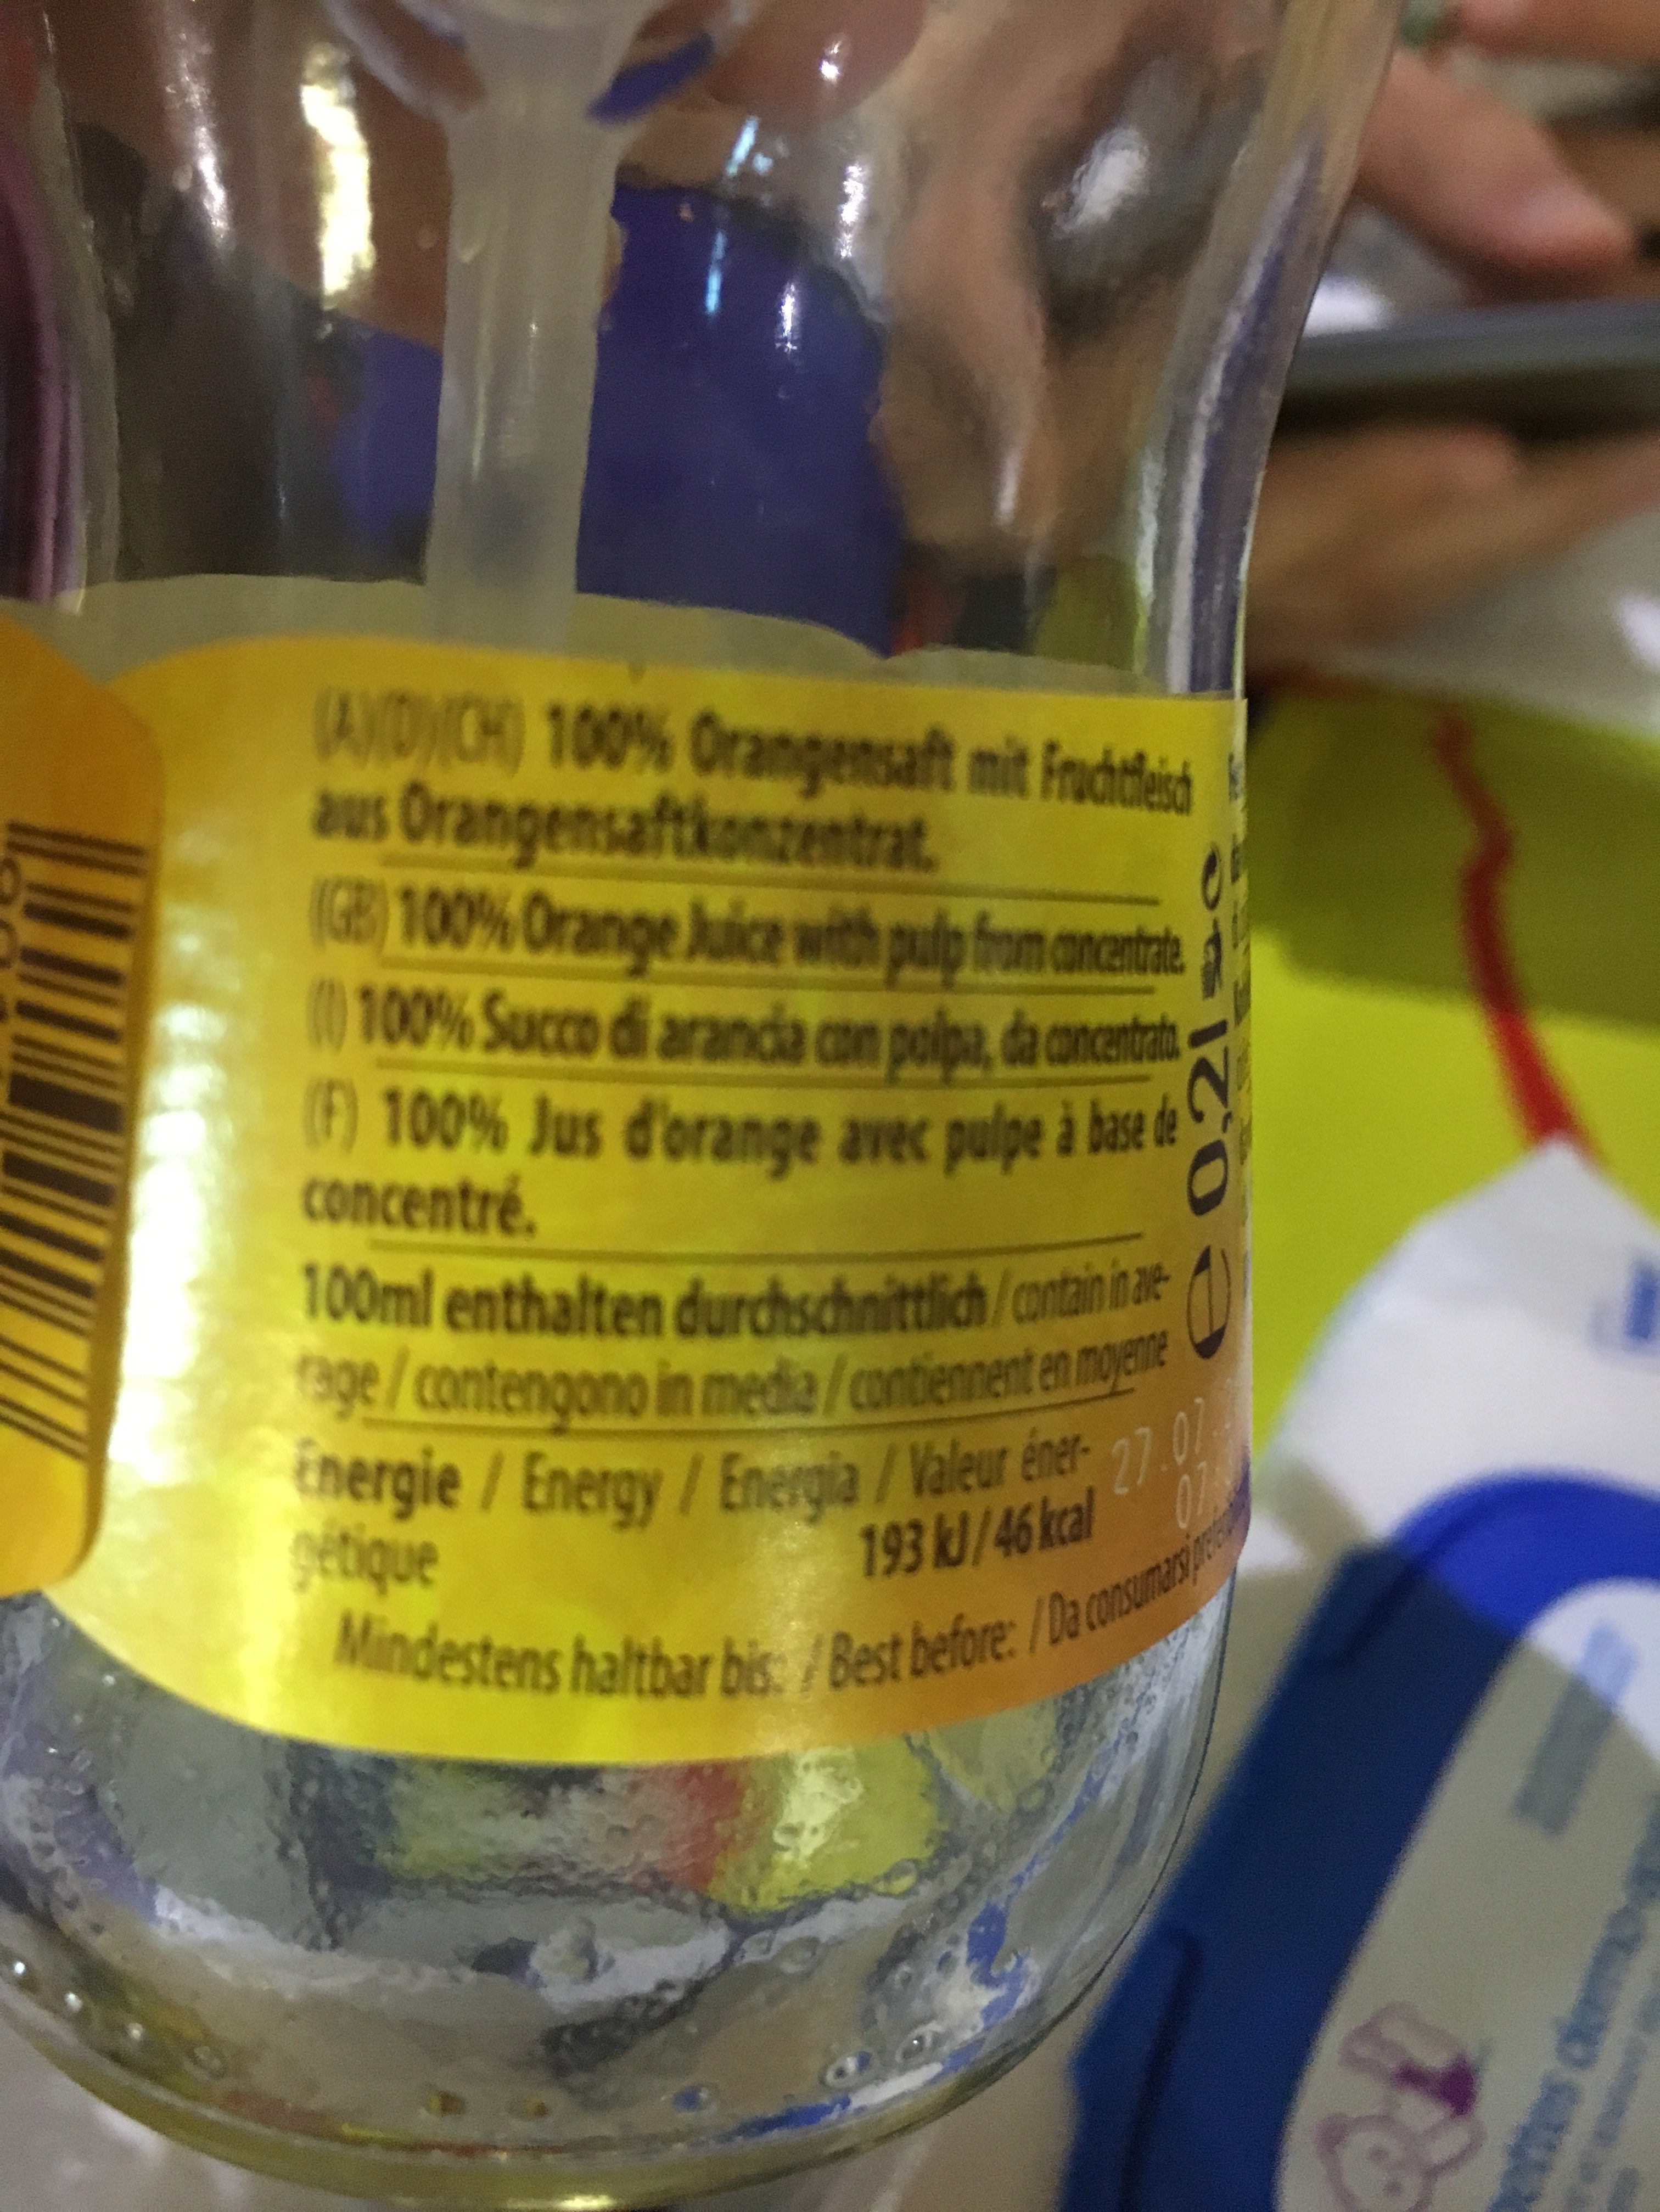 (A)(D)(CH) 100% Orangensaft mit Fruchtfleisch
aus Orangensaftkonzentrat.
(GB) 100% Orange Juice with pulp from concentrate.
(I) 100% Succo di arancia con polpa, da concentrato.
(F) 100% Jus d'orange avec pulpe à base de
concentré.
100ml enthalten durchschnittlich / contain in ave-
rage / contengono in media / contiennent en moyenne
Energie / Energy / Energia / Valeur éner-
gétique 193 kJ / 46 kcal
Mindestens haltbar bis: / Best before: / Da consumarsi
27.07
e 0,2l